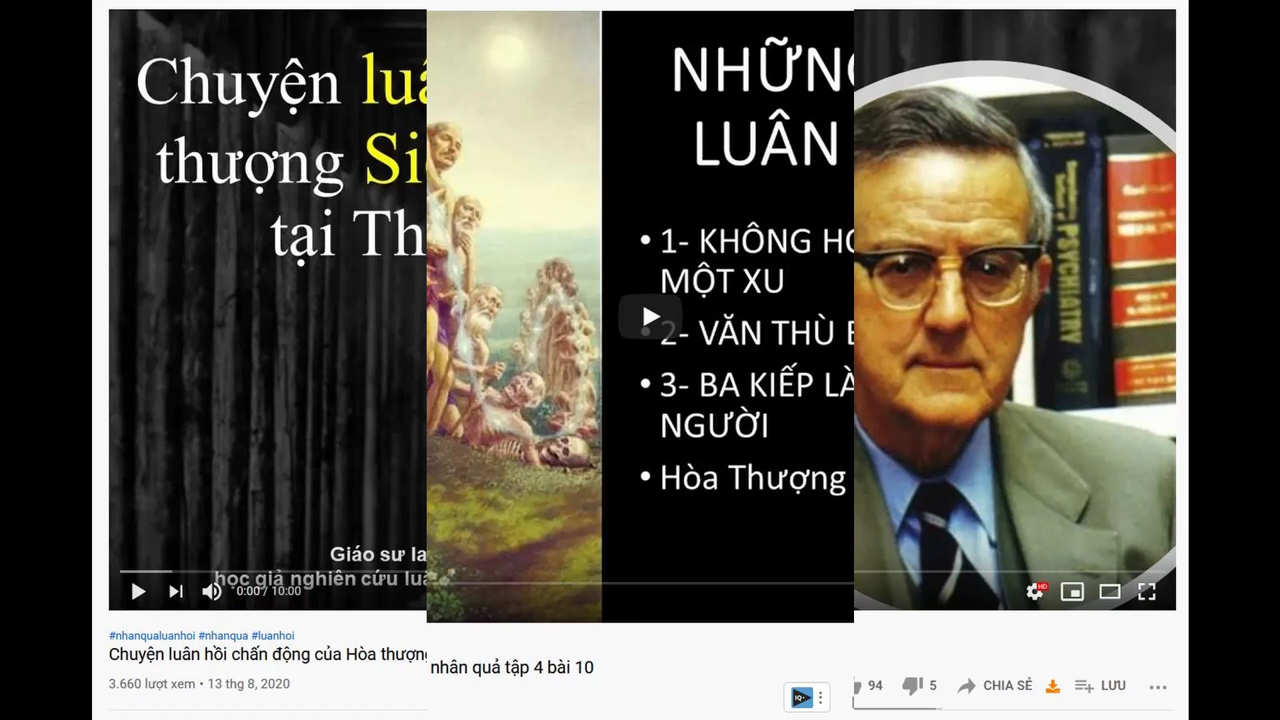 Chuyện luâ
thượng Si
tại Th
Giáo sư la
học giả nghiên cứu luâ
0:00 / 10:00
#nhanqualuanhoi #nhanqua #luanhoi
Chuyện luân hồi chấn động của Hòa thượng
3.660 lượt xem • 13 thg 8, 2020
NHỮNG
LUÂN
• 1- KHÔNG HO
MỘT XU
• 2- VĂN THÙ B
• 3- BA KIẾP LÀ
NGƯỜI
• Hòa Thượng
nhân quả tập 4 bài 10
IQ+
PSYCHIATRY
HD
94 5 CHIA SẺ LƯU